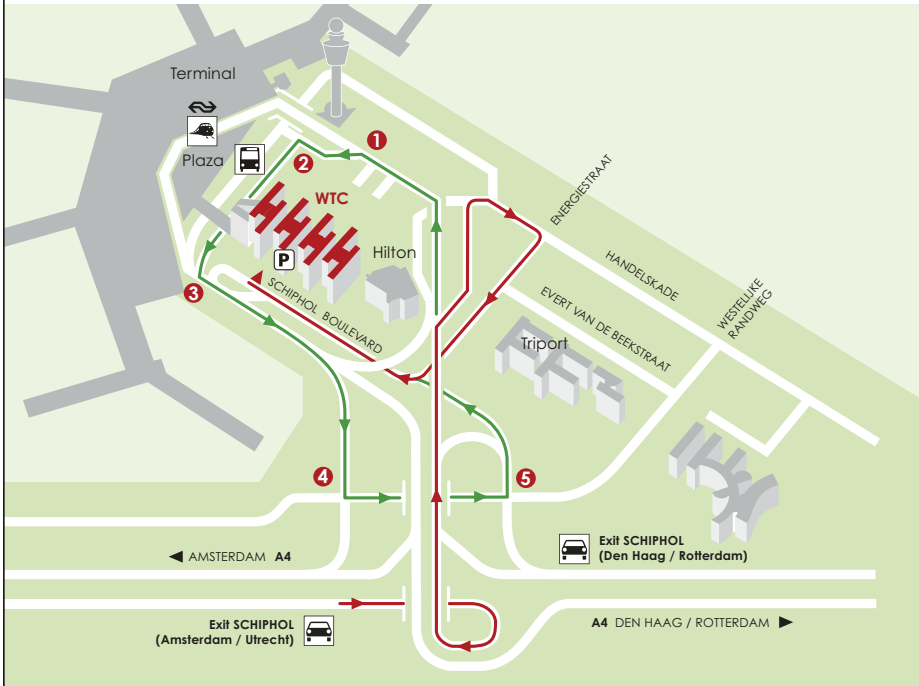 Terminal
1
Plaza
2
WTC
ENERGIESTRAAT
P
Hilton
HANDELSKADE
3
SCHIPHOL BOULEVARD
EVERT VAN DE BEEKSTRAAT
WESTELIJKE
RANDWEG
Triport
4
5
AMSTERDAM A4
Exit SCHIPHOL
(Den Haag / Rotterdam)
Exit SCHIPHOL
(Amsterdam / Utrecht)
A4 DEN HAAG / ROTTERDAM